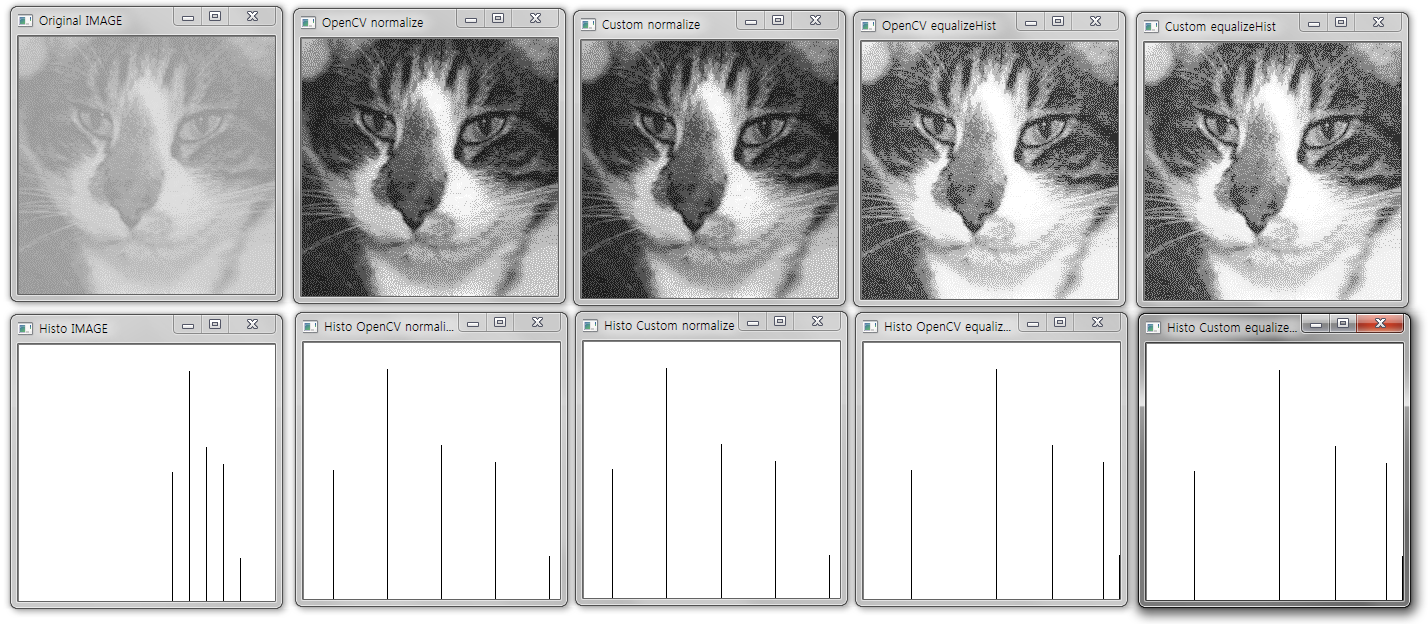 Original IMAGE
OpenCV normalize
Custom normalize
OpenCV equalizeHist
Custom equalizeHist
Histo IMAGE
Histo OpenCV normali...
Histo Custom normalize
Histo OpenCV equaliz...
Histo Custom equalize...